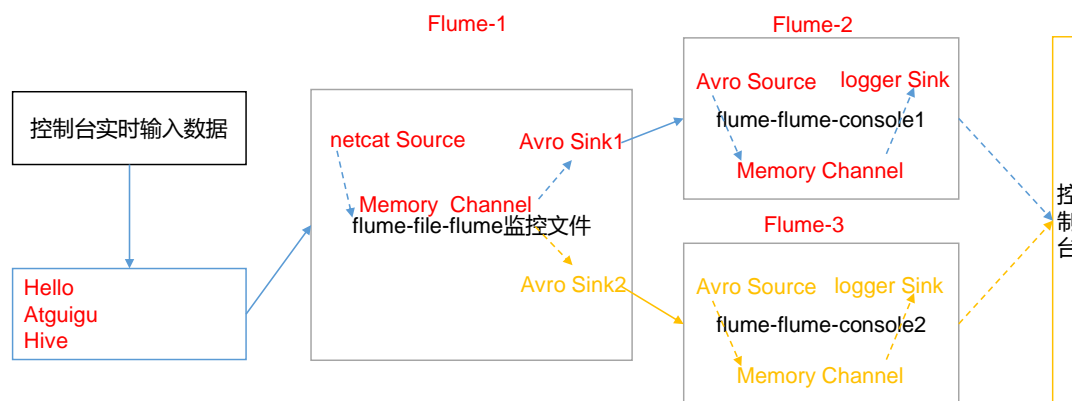 Flume-1
Flume-2
控制台实时输入数据
Hello
Atguigu
Hive
netcat Source
Avro Sink1
Memory Channel
flume-file-flume监控文件
Avro Sink2
Avro Source
logger Sink
flume-flume-console1
Memory Channel
Flume-3
Avro Source
logger Sink
flume-flume-console2
Memory Channel
控
制
台